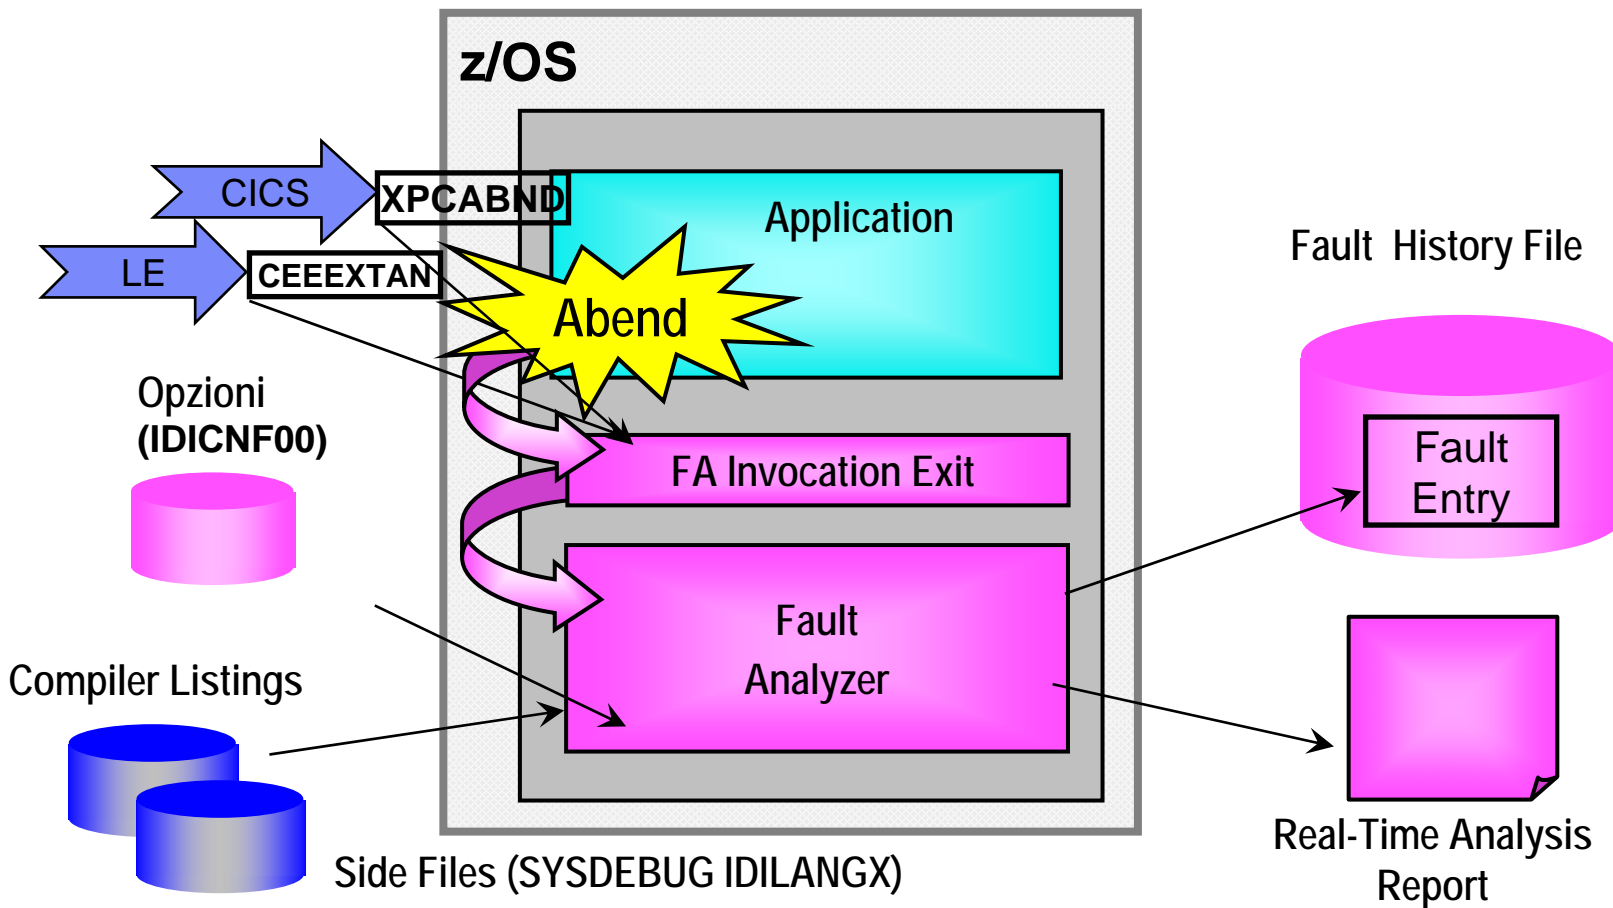 z/OS
CICS
XPCABND
Application
LE
CEEEXTAN
Abend
Fault History File
Opzioni
(IDICNF00)
Fault
Entry
FA Invocation Exit
Fault
Analyzer
Compiler Listings
Side Files (SYSDEBUG IDILANGX)
Real-Time Analysis
Report